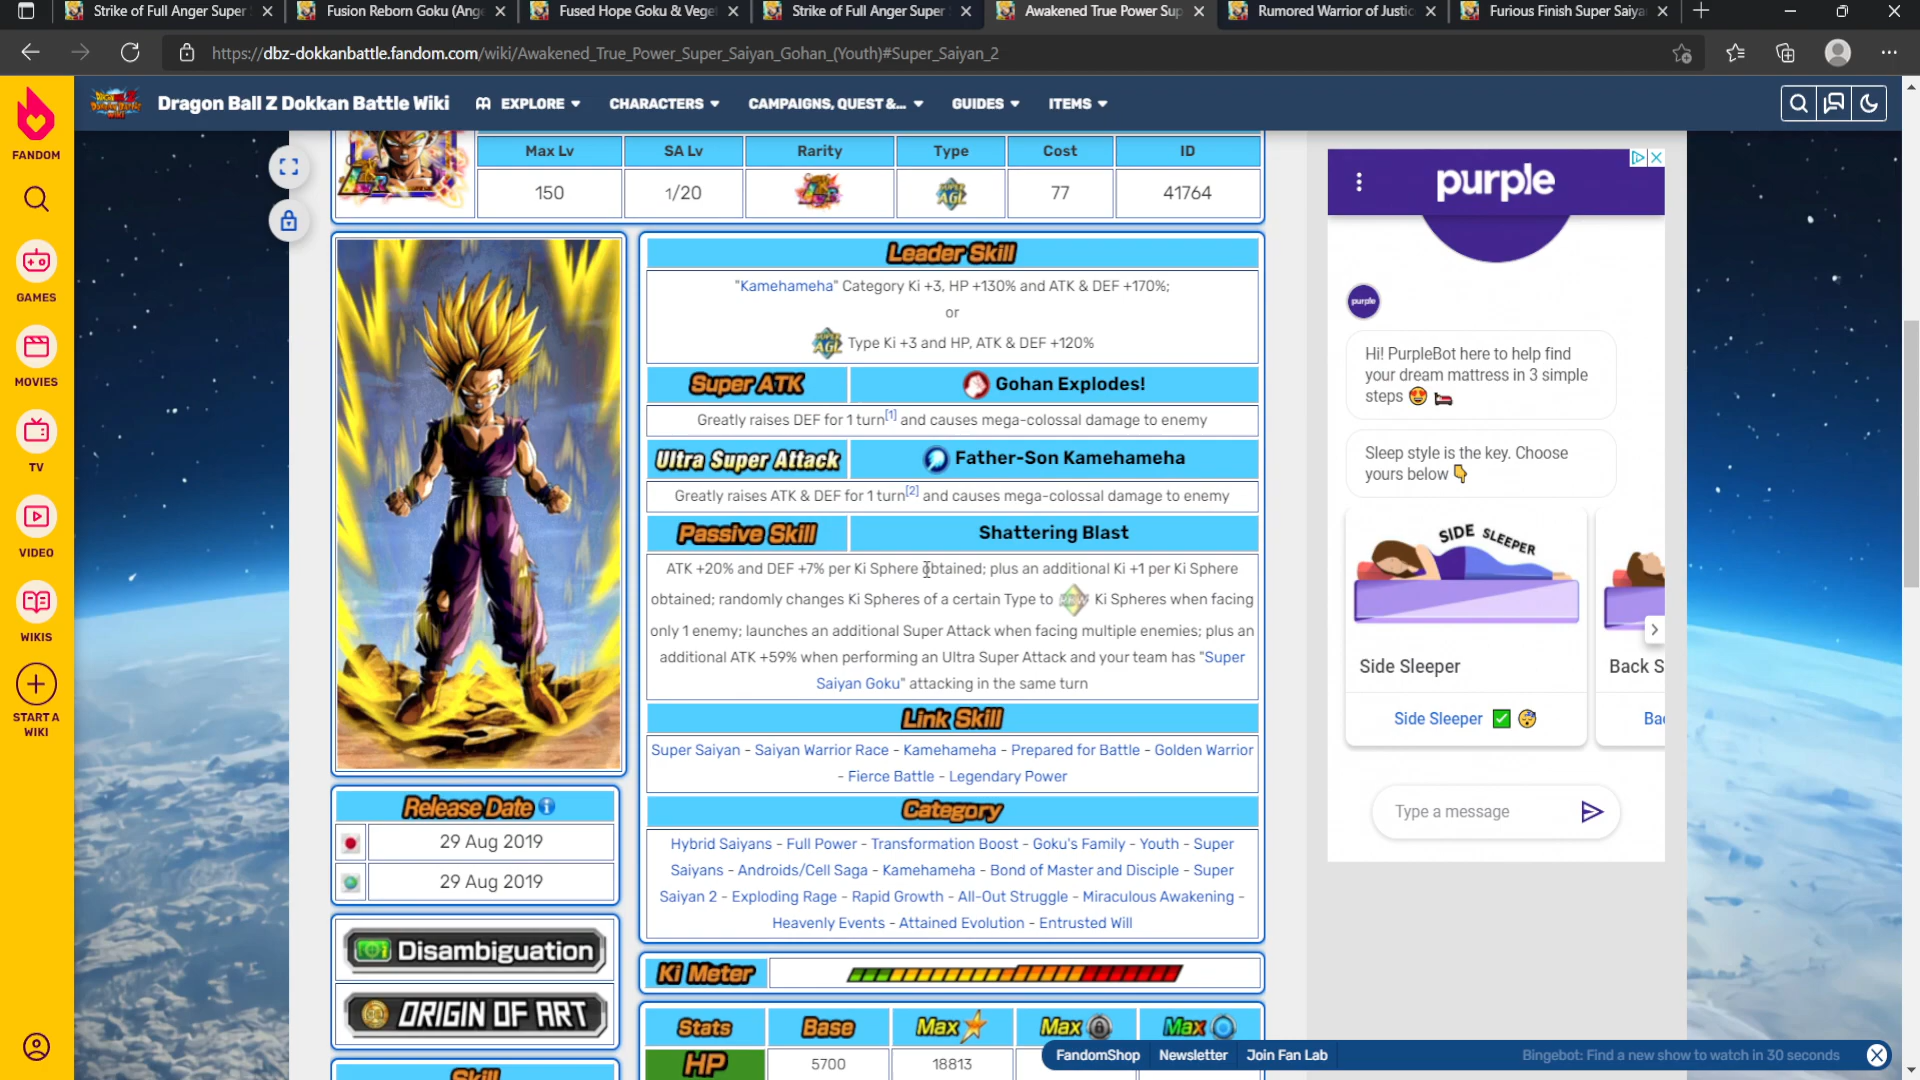 Strike of Full Anger Super
Fusion Reborn Goku (Ang
Fused Hope Goku & Vege
Strike of Full Anger Super
Awakened True Power Sup
Rumored Warrior of Justic
Furious Finish Super Saiya
https://dbz-dokkanbattle.fandom.com/wiki/Awakened_True_Power_Super_Saiyan_Gohan_(Youth)#Super_Saiyan_2
FANDOM
GAMES
MOVIES
TV
VIDEO
WIKIS
START A
WIKI
Dragon Ball Z Dokkan Battle Wiki
EXPLORE
CHARACTERS
CAMPAIGNS, QUEST &...
GUIDES
ITEMS
Max Lv
SA Lv
Rarity
Type
Cost
ID
150
1/20
LR
SUPER AGL
77
41764
Leader Skill
"Kamehameha" Category Ki +3, HP +130% and ATK & DEF +170%;
or
SUPER AGL Type Ki +3 and HP, ATK & DEF +120%
Super ATK
Gohan Explodes!
Greatly raises DEF for 1 turn[1] and causes mega-colossal damage to enemy
Ultra Super Attack
Father-Son Kamehameha
Greatly raises ATK & DEF for 1 turn[2] and causes mega-colossal damage to enemy
Passive Skill
Shattering Blast
ATK +20% and DEF +7% per Ki Sphere obtained; plus an additional Ki +1 per Ki Sphere
obtained; randomly changes Ki Spheres of a certain Type to Ki Spheres when facing
only 1 enemy; launches an additional Super Attack when facing multiple enemies; plus an
additional ATK +59% when performing an Ultra Super Attack and your team has "Super
Saiyan Goku" attacking in the same turn
Link Skill
Super Saiyan - Saiyan Warrior Race - Kamehameha - Prepared for Battle - Golden Warrior
- Fierce Battle - Legendary Power
Category
Hybrid Saiyans - Full Power - Transformation Boost - Goku's Family - Youth - Super
Saiyans - Androids/Cell Saga - Kamehameha - Bond of Master and Disciple - Super
Saiyan 2 - Exploding Rage - Rapid Growth - All-Out Struggle - Miraculous Awakening -
Heavenly Events - Attained Evolution - Entrusted Will
Release Date
29 Aug 2019
29 Aug 2019
Disambiguation
ORIGIN OF ART
Skill
Ki Meter
Stats
Base
Max
Max
Max
HP
5700
18813
purple
purple
Hi! PurpleBot here to help find
your dream mattress in 3 simple
steps
Sleep style is the key. Choose
yours below
SIDE SLEEPER
Side Sleeper
Back S
Side Sleeper
Bac
Type a message
FandomShop
Newsletter
Join Fan Lab
Bingebot: Find a new show to watch in 30 seconds